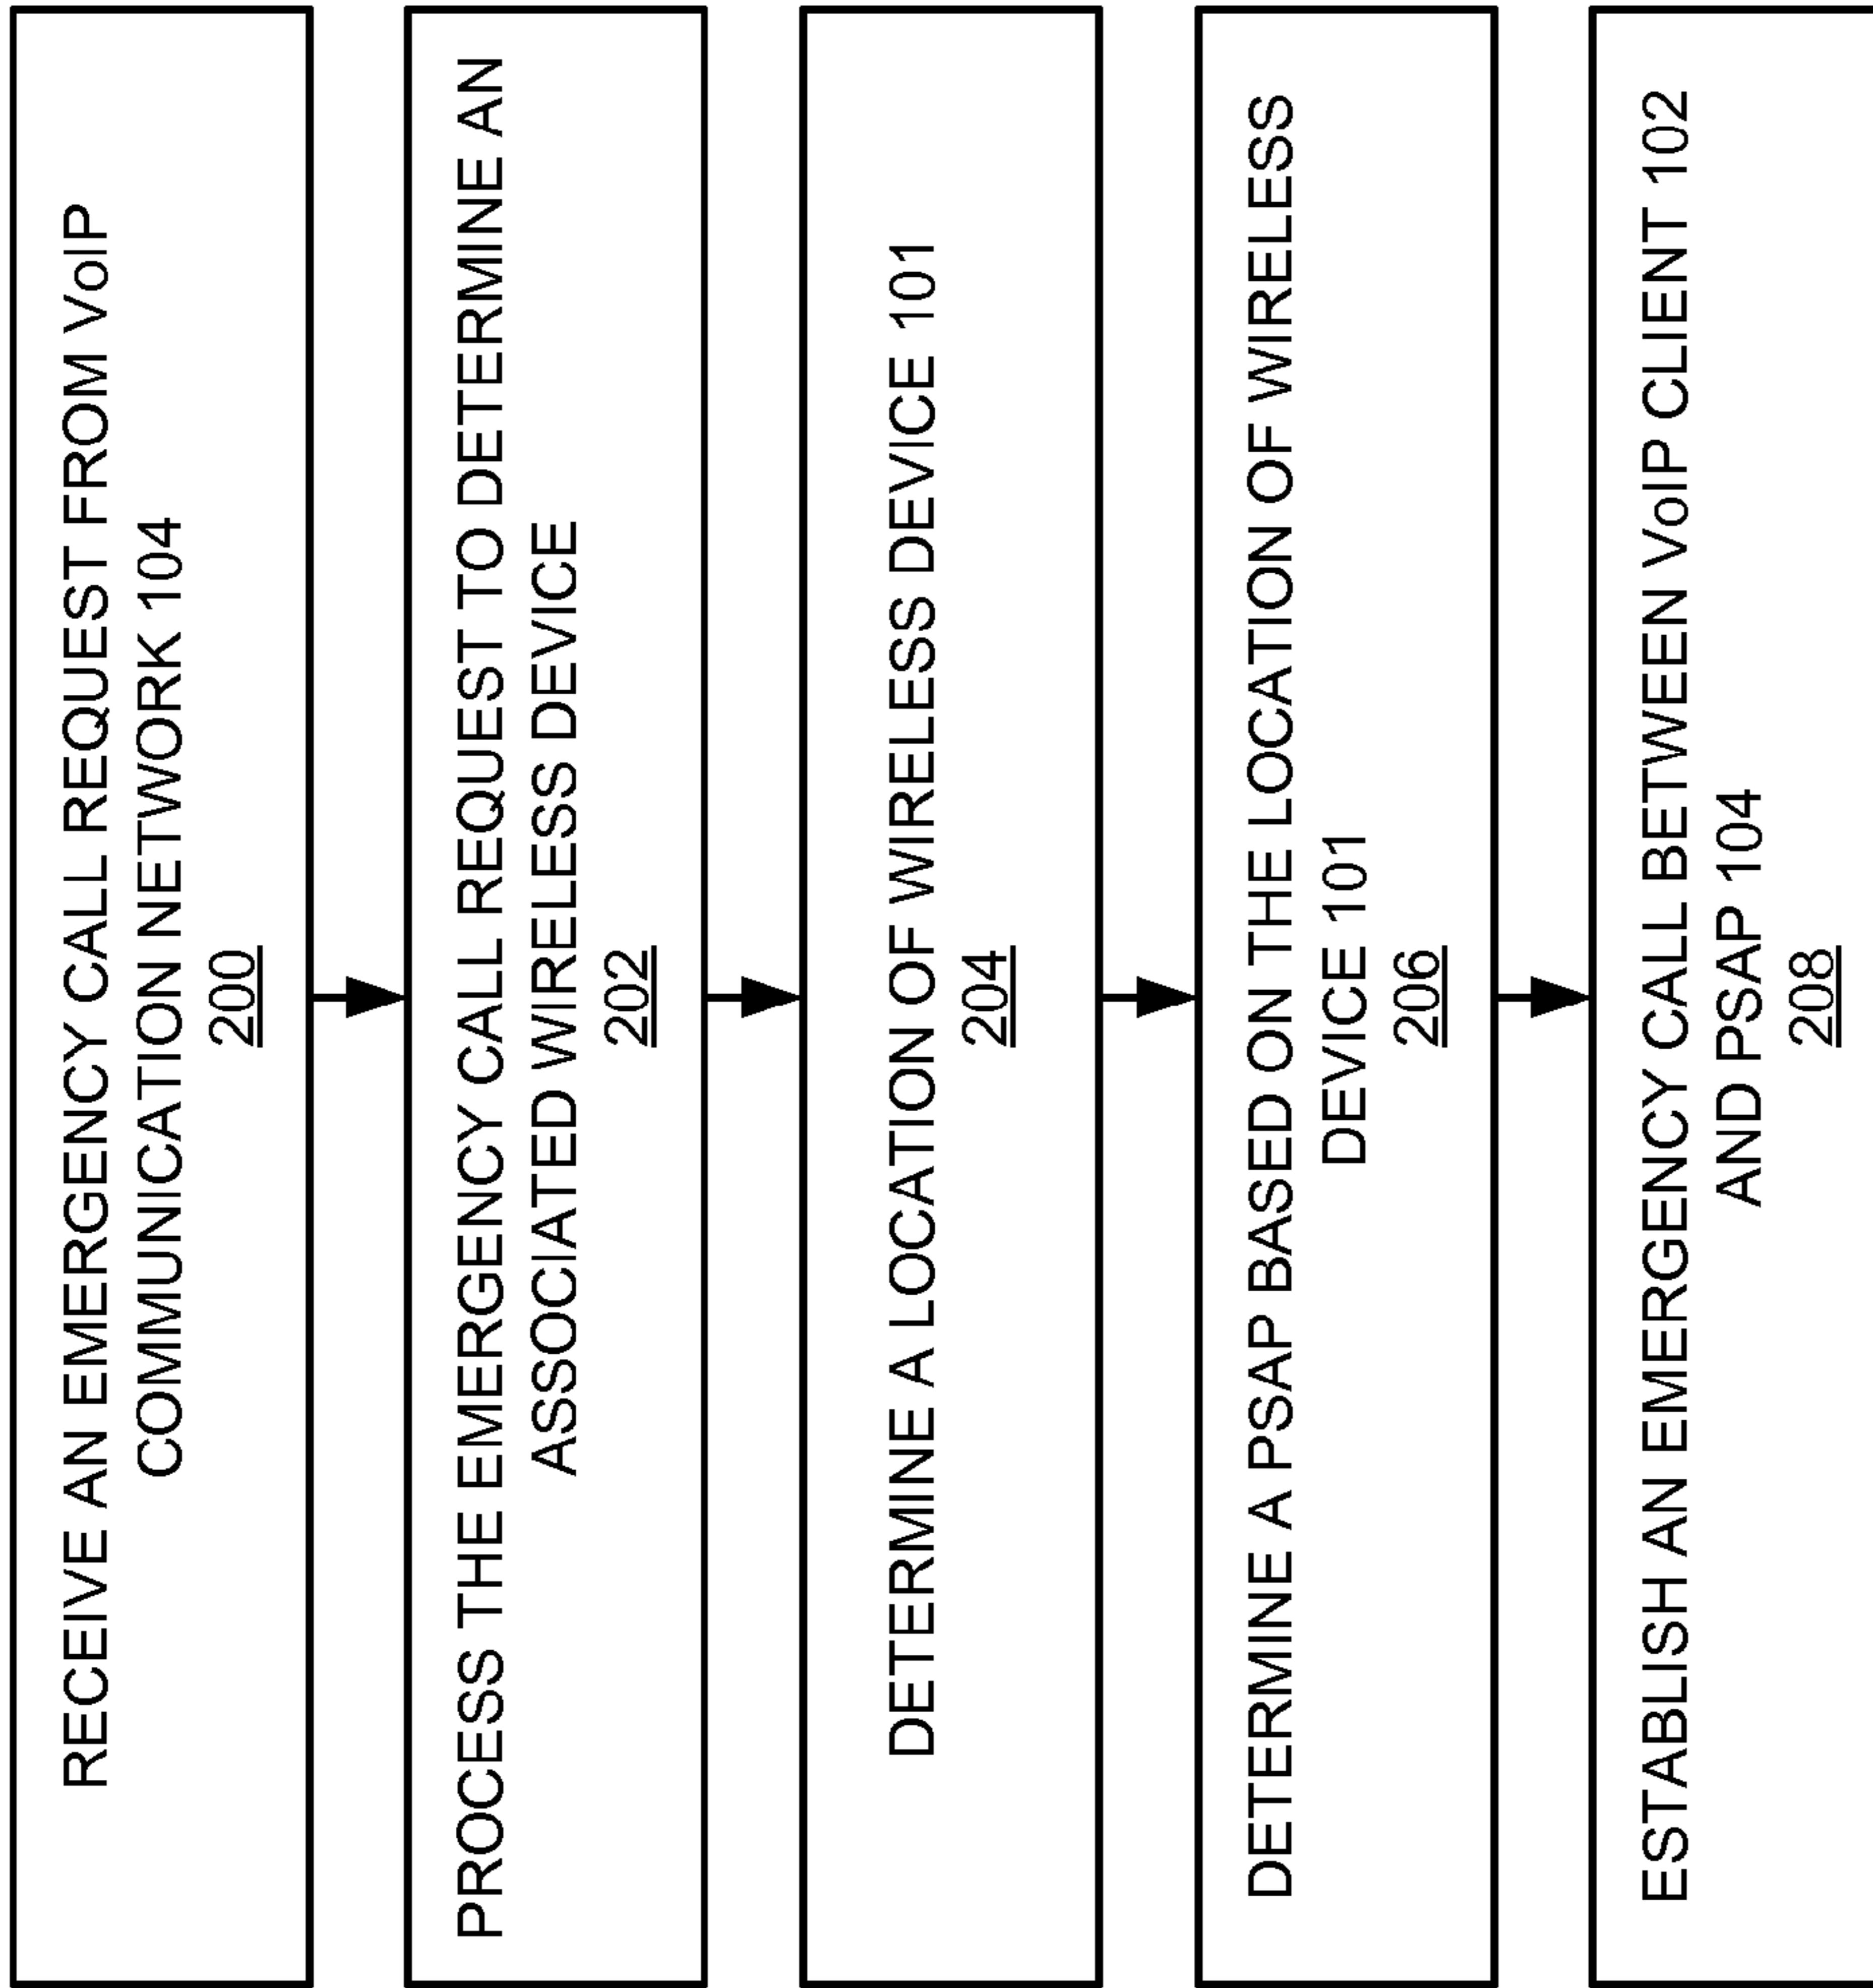 RECEIVE AN EMERGENCY CALL REQUEST FROM VoIP
COMMUNICATION NETWORK 104
200
PROCESS THE EMERGENCY CALL REQUEST TO DETERMINE AN
ASSOCIATED WIRELESS DEVICE
202
DETERMINE A LOCATION OF WIRELESS DEVICE 101
204
DETERMINE A PSAP BASED ON THE LOCATION OF WIRELESS
DEVICE 101
206
ESTABLISH AN EMERGENCY CALL BETWEEN VoIP CLIENT 102
AND PSAP 104
208